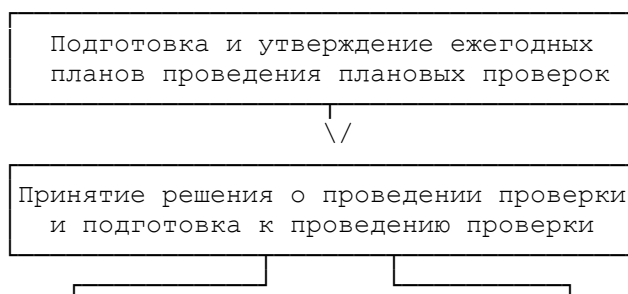 Подготовка и утверждение ежегодных
планов проведения плановых проверок
\/
Принятие решения о проведении проверки
и подготовка к проведению проверки